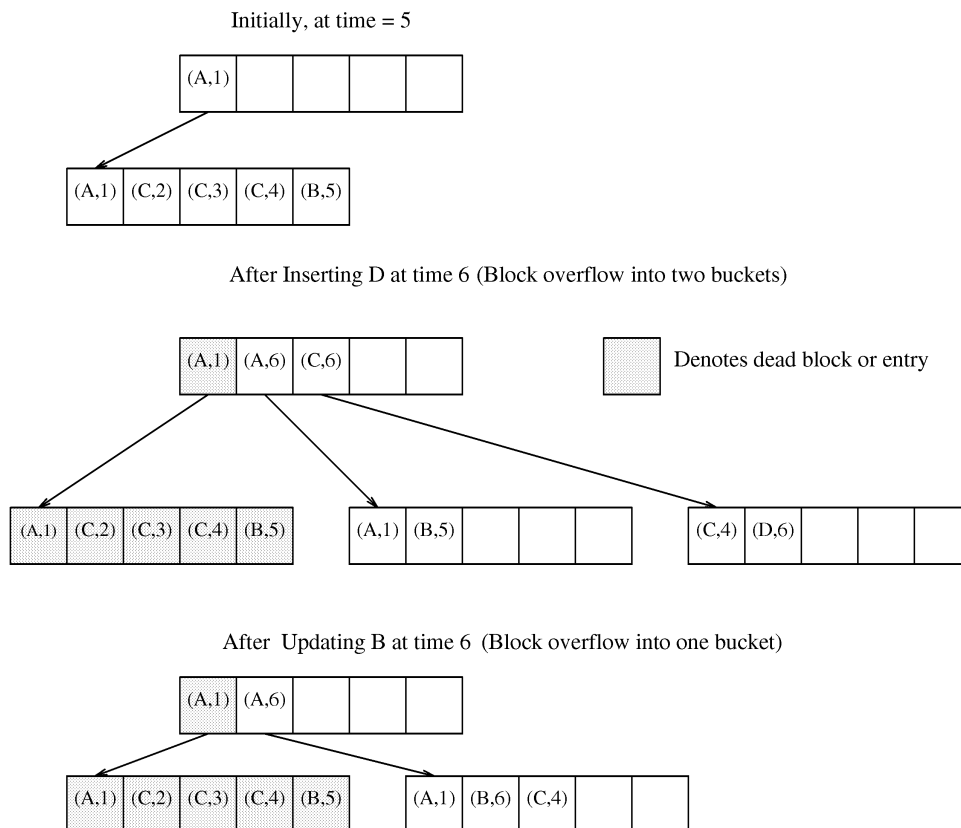 Initially, at time = 5
(A,1)
(A,1) (C,2) (C,3) (C,4) (B,5)
After Inserting D at time 6 (Block overflow into two buckets)
(A,1) (A,6) (C,6)
Denotes dead block or entry
(A,1) (C,2) (C,3) (C,4) (B,5) (A,1) (B,5) (C,4) (D,6)
After Updating B at time 6 (Block overflow into one bucket)
(A,1) (A,6)
(A,1) (C,2) (C,3) (C,4) (B,5) (A,1) (B,6) (C,4)